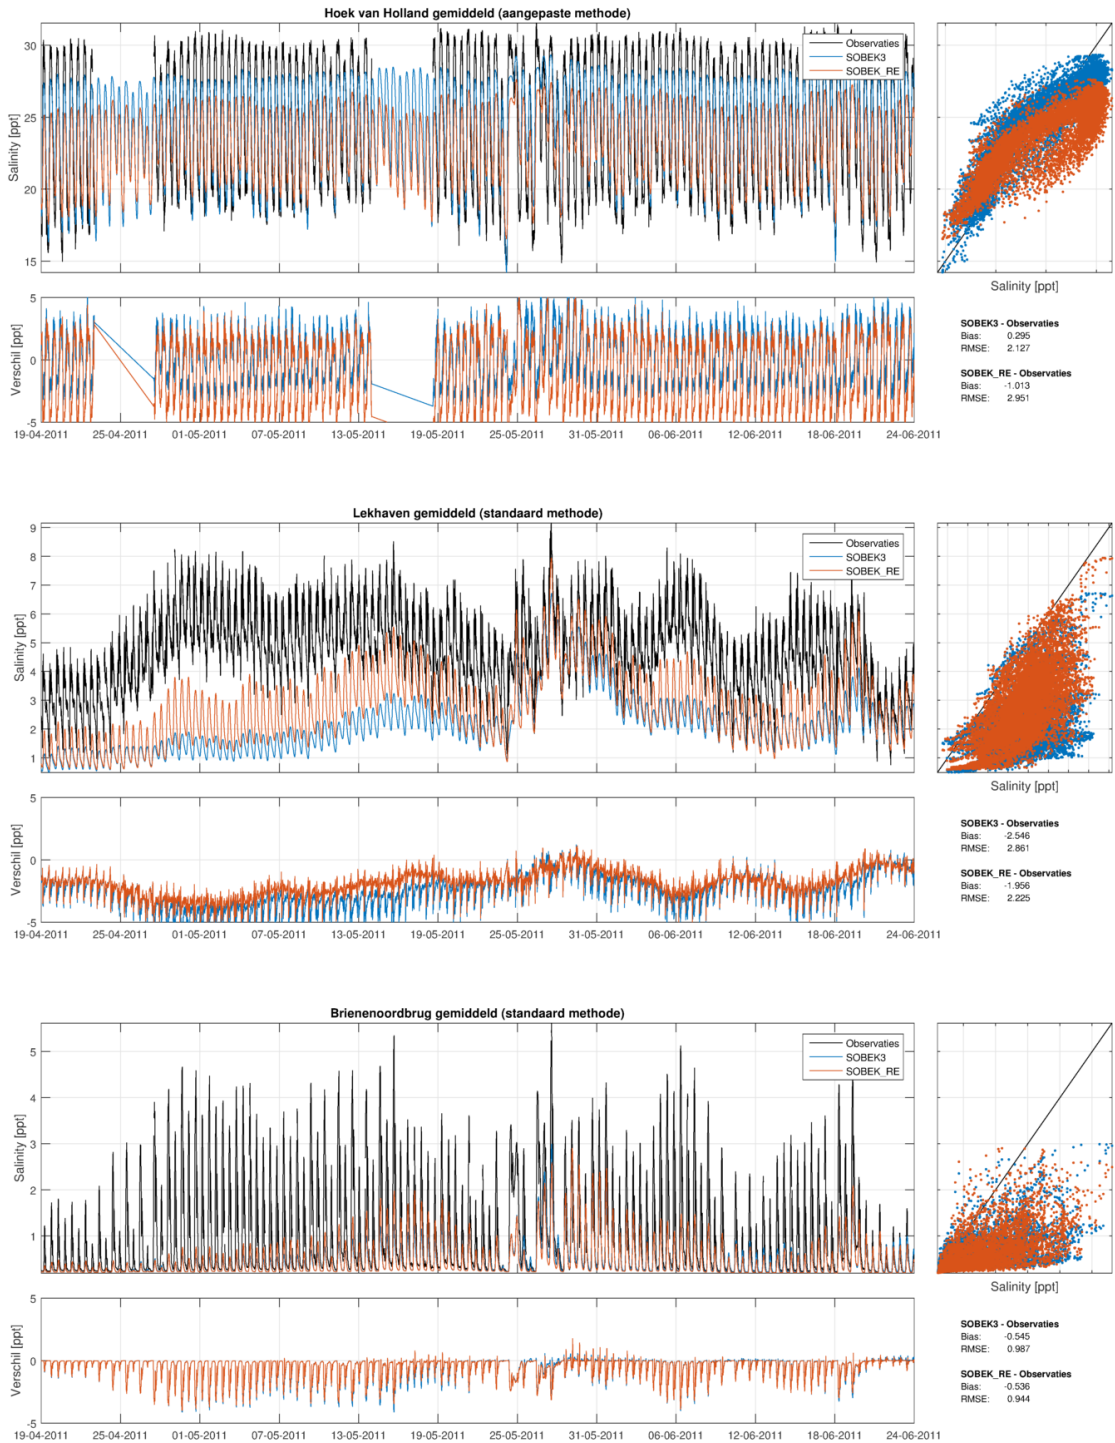 Hoek van Holland gemiddeld (aangepaste methode)
Salinity [ppt]
30
25
20
15
Observaties
SOBEK3
SOBEK_RE
Salinity [ppt]
Verschil [ppt]
5
0
-5
19-04-2011 25-04-2011 01-05-2011 07-05-2011 13-05-2011 19-05-2011 25-05-2011 31-05-2011 06-06-2011 12-06-2011 18-06-2011 24-06-2011
SOBEK3 - Observaties
Bias: 0.295
RMSE: 2.127
SOBEK_RE - Observaties
Bias: -1.013
RMSE: 2.951
Lekhaven gemiddeld (standaard methode)
Salinity [ppt]
9
8
7
6
5
4
3
2
1
Observaties
SOBEK3
SOBEK_RE
Salinity [ppt]
Verschil [ppt]
5
0
-5
19-04-2011 25-04-2011 01-05-2011 07-05-2011 13-05-2011 19-05-2011 25-05-2011 31-05-2011 06-06-2011 12-06-2011 18-06-2011 24-06-2011
SOBEK3 - Observaties
Bias: -2.546
RMSE: 2.861
SOBEK_RE - Observaties
Bias: -1.956
RMSE: 2.225
Brienenoordbrug gemiddeld (standaard methode)
Salinity [ppt]
5
4
3
2
1
Observaties
SOBEK3
SOBEK_RE
Salinity [ppt]
Verschil [ppt]
5
0
-5
19-04-2011 25-04-2011 01-05-2011 07-05-2011 13-05-2011 19-05-2011 25-05-2011 31-05-2011 06-06-2011 12-06-2011 18-06-2011 24-06-2011
SOBEK3 - Observaties
Bias: -0.545
RMSE: 0.987
SOBEK_RE - Observaties
Bias: -0.536
RMSE: 0.944